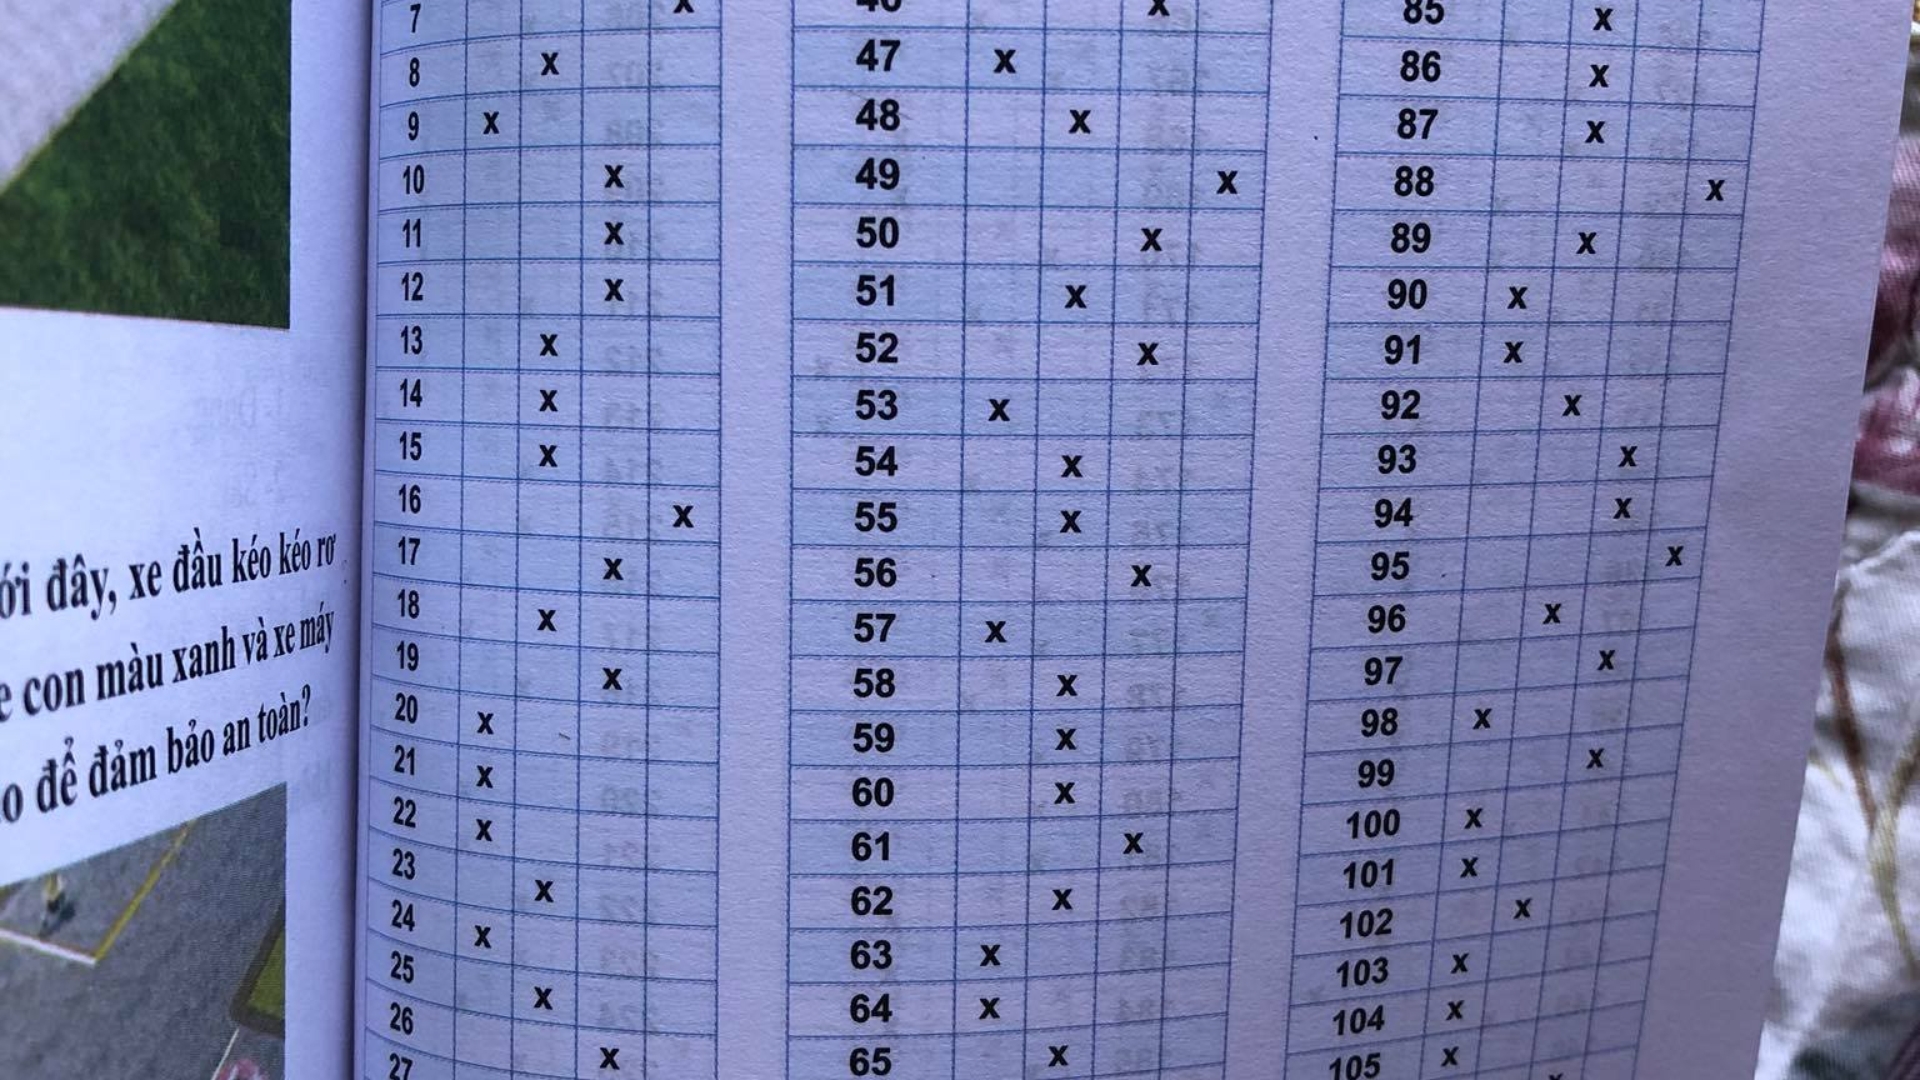 ới đây, xe đầu kéo kéo rơ
con màu xanh và xe máy
để đảm bảo an toàn?
7 x
8 x
9 x
10 x
11 x
12 x
13 x
14 x
15 x
16 x
17 x
18 x
19 x
20 x
21 x
22 x
23 x
24 x
25 x
26 x
27
46 x
47 x
48 x
49 x
50 x
51 x
52 x
53 x
54 x
55 x
56 x
57 x
58 x
59 x
60 x
61 x
62 x
63 x
64 x
65 x
85 x
86 x
87 x
88 x
89 x
90 x
91 x
92 x
93 x
94 x
95 x
96 x
97 x
98 x
99 x
100 x
101 x
102 x
103 x
104 x
105 x